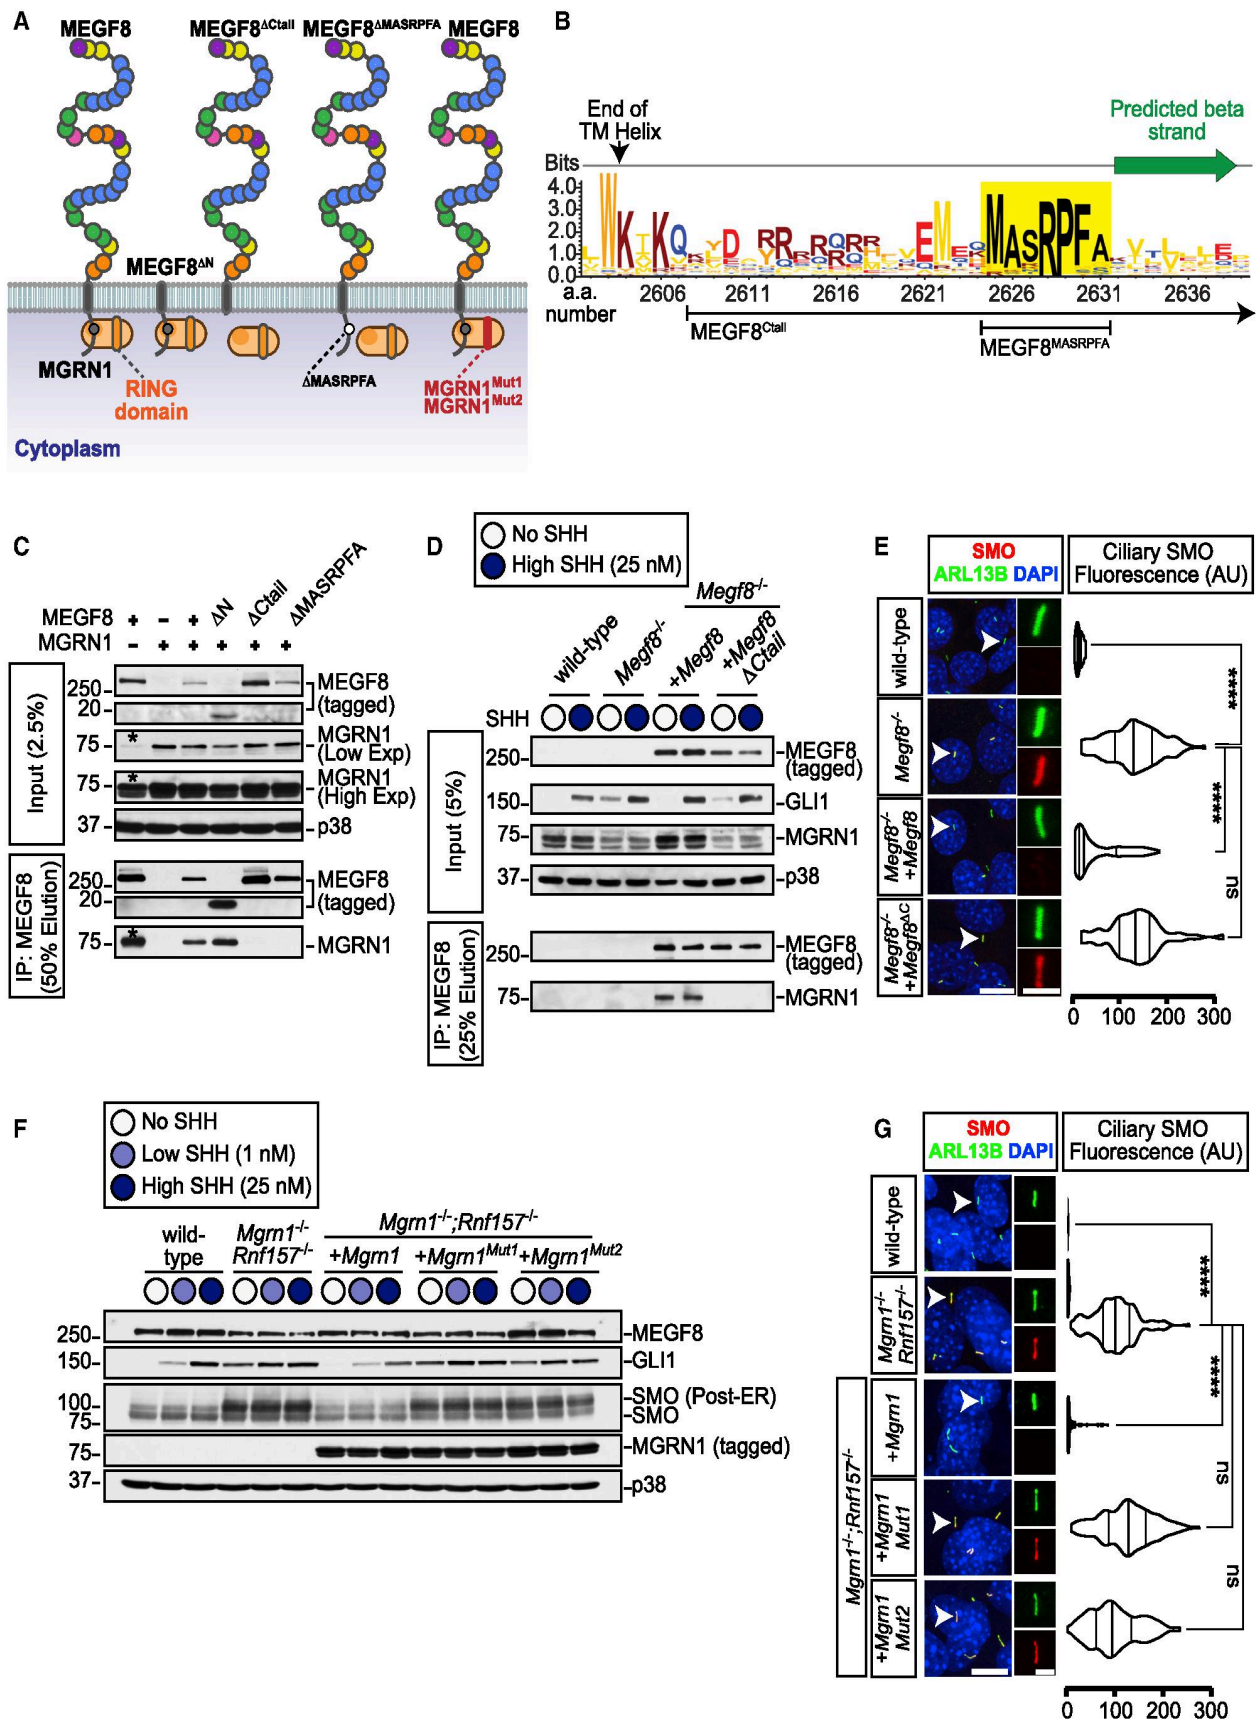 A
MEGF8
MEGF8ΔCtail
MEGF8ΔMASRPFA
MEGF8
MEGF8ΔN
MGRN1
RING
domain
ΔMASRPFA
MGRN1Mut1
MGRN1Mut2
Cytoplasm
B
End of
TM Helix
Predicted beta
strand
Bits
4.0
3.0
2.0
1.0
0.0
MASRPFA
a.a.
number
2606 2611 2616 2621 2626 2631 2636
MEGF8Ctail
MEGF8MASRPFA
C
MEGF8 + - + ΔN ΔCtail ΔMASRPFA
MGRN1 - + + + + +
Input (2.5%)
250
20
MEGF8
(tagged)
75
*
MGRN1
(Low Exp)
75
*
MGRN1
(High Exp)
37
p38
IP: MEGF8
(50% Elution)
250
20
MEGF8
(tagged)
75
*
MGRN1
D
No SHH
High SHH (25 nM)
Megf8-/-
wild-type
Megf8-/-
+Megf8
+Megf8
ΔCtail
SHH
Input (5%)
250
MEGF8
(tagged)
150
GLI1
75
MGRN1
37
p38
IP: MEGF8
(25% Elution)
250
MEGF8
(tagged)
75
MGRN1
E
SMO
ARL13B DAPI
Ciliary SMO
Fluorescence (AU)
wild-type
Megf8-/-
Megf8-/-
+Megf8
Megf8-/-
+Megf8ΔC
****
****
ns
0 100 200 300
F
No SHH
Low SHH (1 nM)
High SHH (25 nM)
wild-
type
Mgrn1-/-
Rnf157-/-
Mgrn1-/-;Rnf157-/-
+Mgrn1 +Mgrn1Mut1 +Mgrn1Mut2
250
MEGF8
150
GLI1
100
75
SMO (Post-ER)
SMO
75
MGRN1 (tagged)
37
p38
G
SMO
ARL13B DAPI
Ciliary SMO
Fluorescence (AU)
wild-type
Mgrn1-/-
Rnf157-/-
Mgrn1-/-;Rnf157-/-
+Mgrn1
+Mgrn1
Mut1
+Mgrn1
Mut2
****
****
ns
ns
0 100 200 300